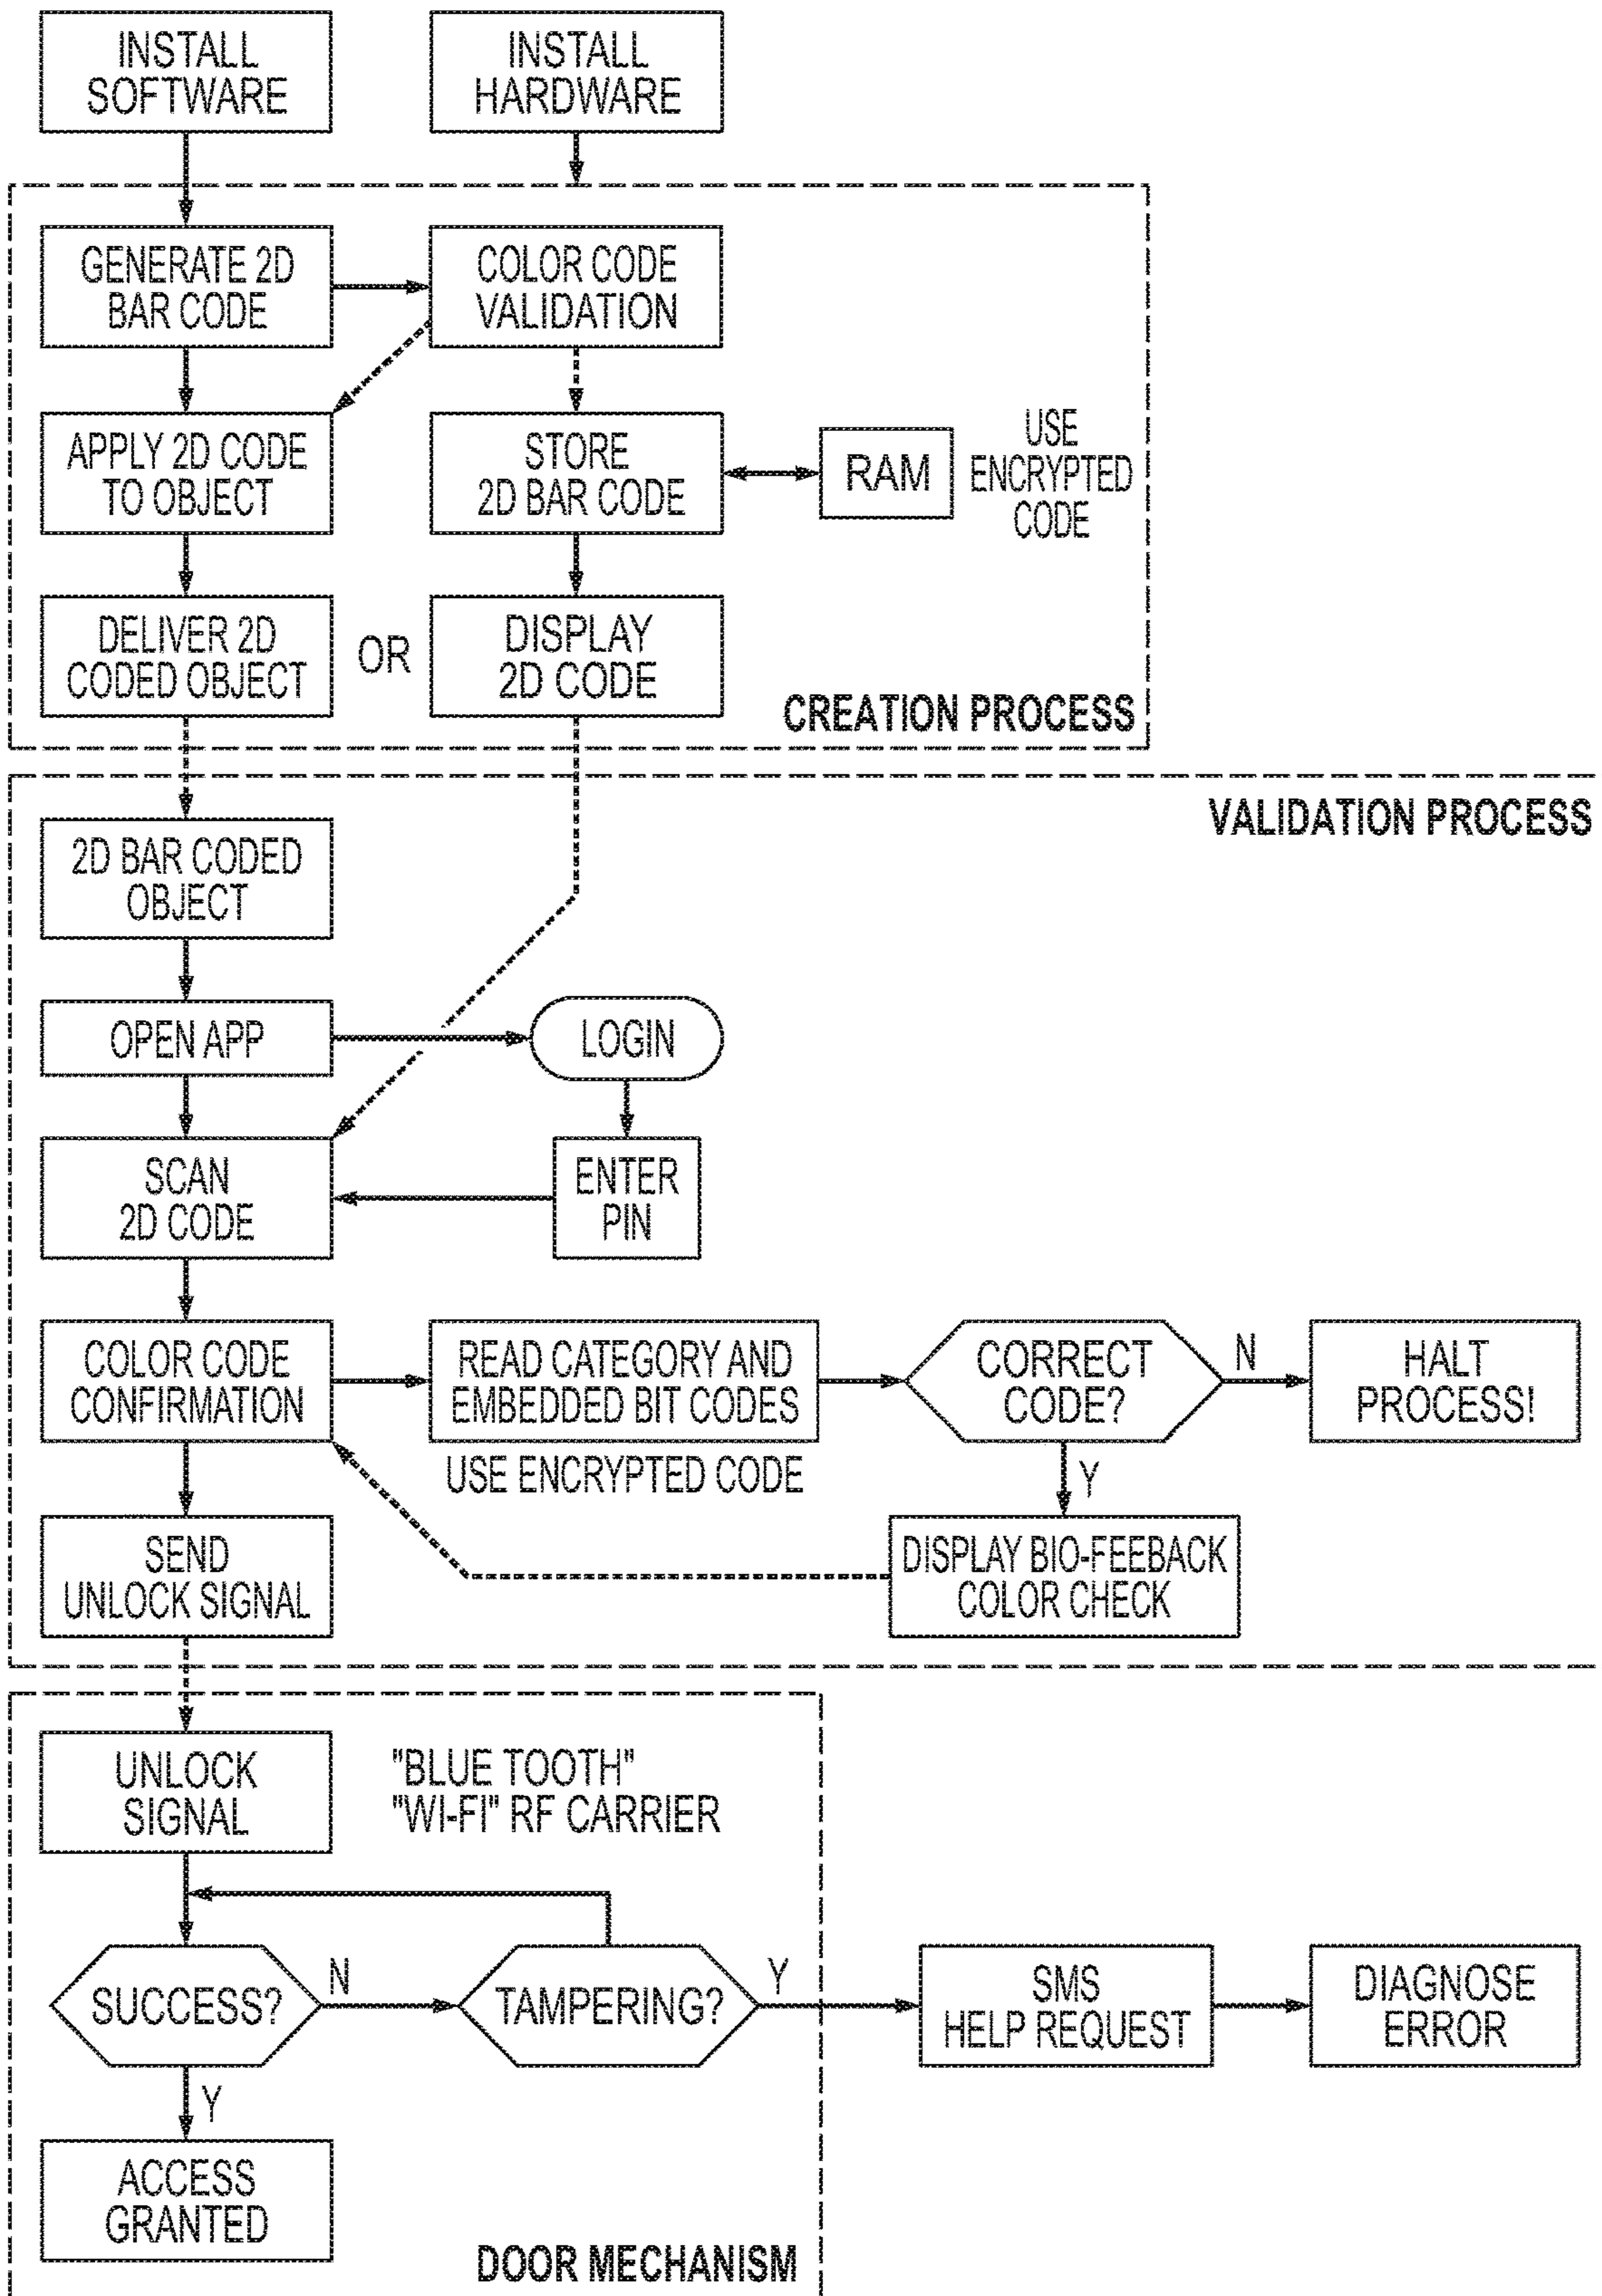 INSTALL
SOFTWARE
INSTALL
HARDWARE
GENERATE 2D
BAR CODE
COLOR CODE
VALIDATION
APPLY 2D CODE
TO OBJECT
STORE
2D BAR CODE
RAM
USE
ENCRYPTED
CODE
DELIVER 2D
CODED OBJECT
OR
DISPLAY
2D CODE
CREATION PROCESS
VALIDATION PROCESS
2D BAR CODED
OBJECT
OPEN APP
LOGIN
SCAN
2D CODE
ENTER
PIN
COLOR CODE
CONFIRMATION
READ CATEGORY AND
EMBEDDED BIT CODES
USE ENCRYPTED CODE
CORRECT
CODE?
N
HALT
PROCESS!
Y
SEND
UNLOCK SIGNAL
DISPLAY BIO-FEEBACK
COLOR CHECK
UNLOCK
SIGNAL
"BLUE TOOTH"
"WI-FI" RF CARRIER
SUCCESS?
N
TAMPERING?
Y
SMS
HELP REQUEST
DIAGNOSE
ERROR
Y
ACCESS
GRANTED
DOOR MECHANISM